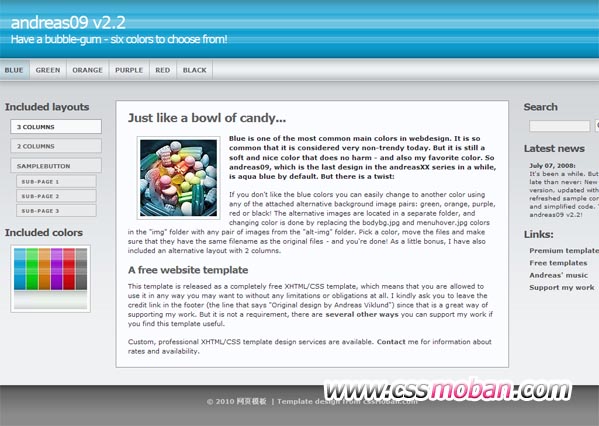 andreas09 v2.2
Have a bubble-gum - six colors to choose from!
BLUE GREEN ORANGE PURPLE RED BLACK
Included layouts
3 COLUMNS
2 COLUMNS
SAMPLEBUTTON
SUB-PAGE 1
SUB-PAGE 2
SUB-PAGE 3
Included colors
Just like a bowl of candy...
Blue is one of the most common main colors in webdesign. It is so
common that it is considered very non-trendy today. But it is still a
soft and nice color that does no harm - and also my favorite color. So
andreas09, which is the last design in the andreasXX series in a while,
is aqua blue by default. But there is a twist:
If you don't like the blue colors you can easily change to another color using
any of the attached alternative background image pairs: green, orange, purple,
red or black! The alternative images are located in a separate folder, and
changing color is done by replacing the bodybg.jpg and menuhover.jpg colors
in the "img" folder with any pair of images from the "alt-img" folder. Pick a color, move the files and make
sure that they have the same filename as the original files - and you're done! As a little bonus, I have also
included an alternative layout with 2 columns.
A free website template
This template is released as a completely free XHTML/CSS template, which means that you are allowed to
use it in any way you may want to without any limitations or obligations at all. I kindly ask you to leave the
credit link in the footer (the line that says "Original design by Andreas Viklund") since that is a great way of
supporting my work. But it is not a requirement, there are several other ways you can support my work if
you find this template useful.
Custom, professional XHTML/CSS template design services are available. Contact me for information about
rates and availability.
Search
Latest news
July 07, 2008:
It's been a while. But
late than never: New
version, updated with
refreshed sample con
and simplified code. T
andreas09 v2.2!
Links:
Premium template
Free templates
Andreas' music
Support my work
© 2010 网页模板 | Template design from cssmoban.com
www.cssmoban.com